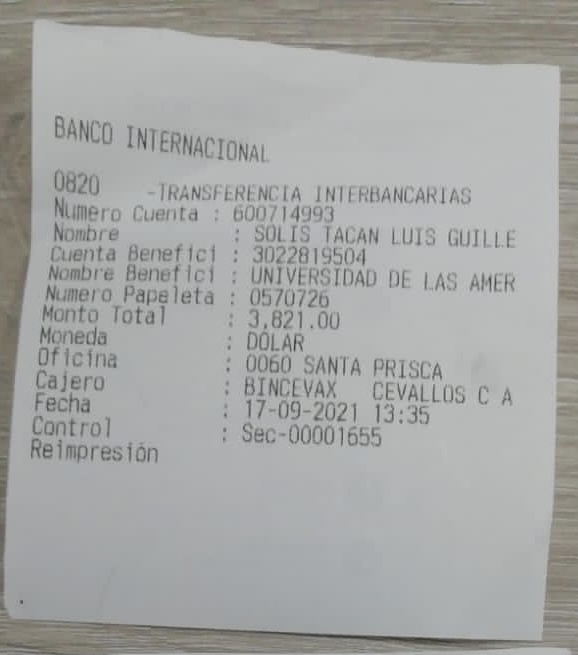 BANCO INTERNACIONAL
0820 -TRANSFERENCIA INTERBANCARIAS
Numero Cuenta : 600714993
Nombre : SOLIS TACAN LUIS GUILLE
Cuenta Benefici : 3022819504
Nombre Benefici : UNIVERSIDAD DE LAS AMER
Numero Papeleta : 0570726
Monto Total : 3,821.00
Moneda : DOLAR
Oficina : 0060 SANTA PRISCA
Cajero : BINCEVAX CEVALLOS C A
Fecha : 17-09-2021 13:35
Control : Sec-00001655
Reimpresión